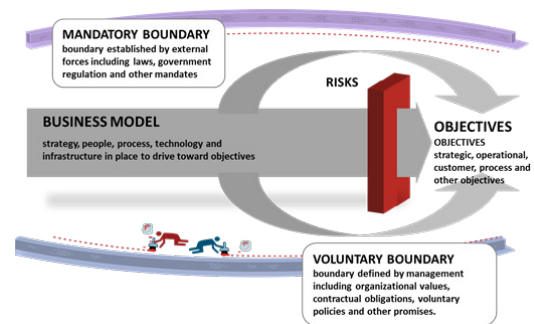 MANDATORY BOUNDARY
boundary established by external
forces including laws, government
regulation and other mandates
RISKS
BUSINESS MODEL
strategy, people, process, technology and
infrastructure in place to drive toward objectives
OBJECTIVES
OBJECTIVES
strategic, operational,
customer, process and
other objectives
VOLUNTARY BOUNDARY
boundary defined by management
including organizational values,
contractual obligations, voluntary
policies and other promises.